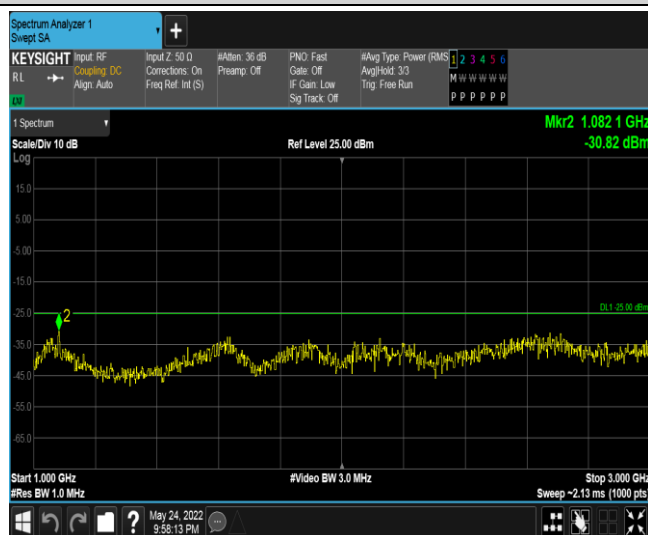 Spectrum Analyzer 1
Swept SA
+
KEYSIGHT Input: RF Input Z: 50 Ω #Atten: 36 dB PNO: Fast #Avg Type: Power (RMS 1 2 3 4 5 6
RL Coupling: DC Corrections: On Preamp: Off Gate: Off Avg|Hold: 3/3 M W W W W W
Align: Auto Freq Ref: Int (S) IF Gain: Low Trig: Free Run
Sig Track: Off P P P P P P
1 Spectrum Mkr2 1.082 1 GHz
Scale/Div 10 dB Ref Level 25.00 dBm -30.82 dBm
Log
15.0
5.00
-5.00
-15.0
-25.0 DL1 -25.00 dBm
2
-35.0
-45.0
-55.0
-65.0
Start 1.000 GHz #Video BW 3.0 MHz Stop 3.000 GHz
#Res BW 1.0 MHz Sweep ~2.13 ms (1000 pts)
? May 24, 2022
9:58:13 PM